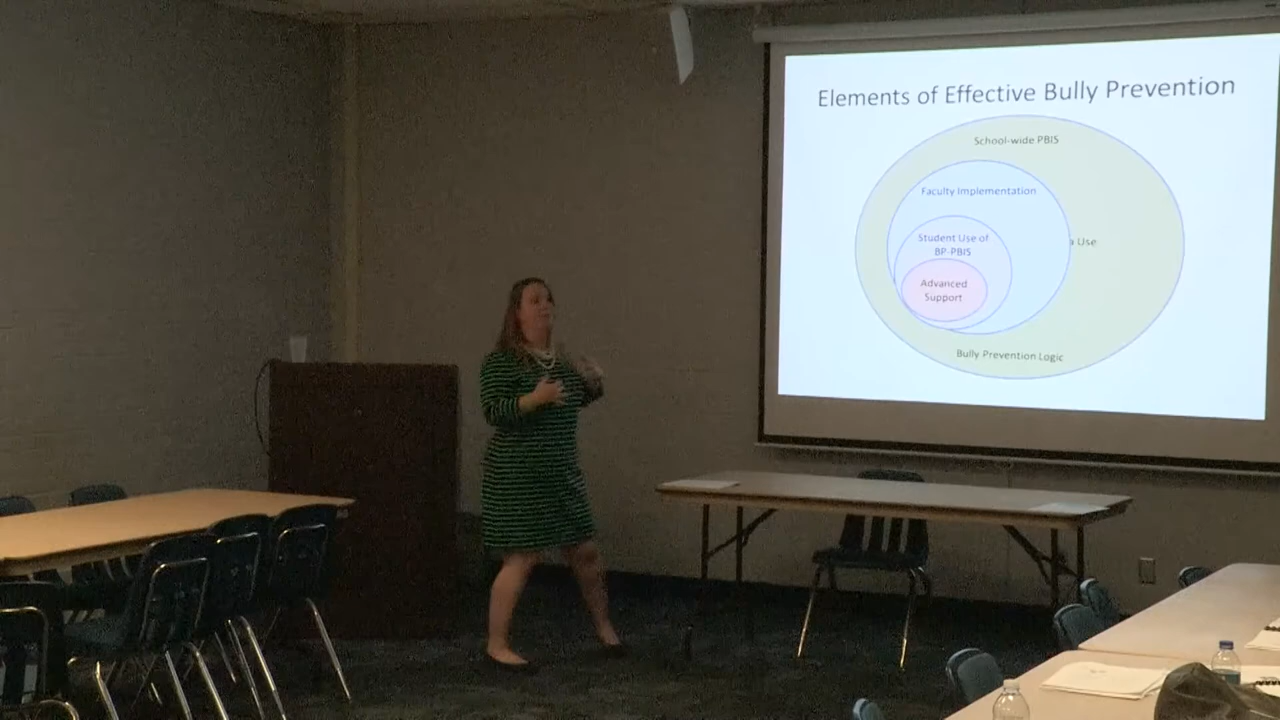 Elements of Effective Bully Prevention
School-wide PBIS
Faculty Implementation
Student Use of
BP-PBIS
Use
Advanced
Support
Bully Prevention Logic